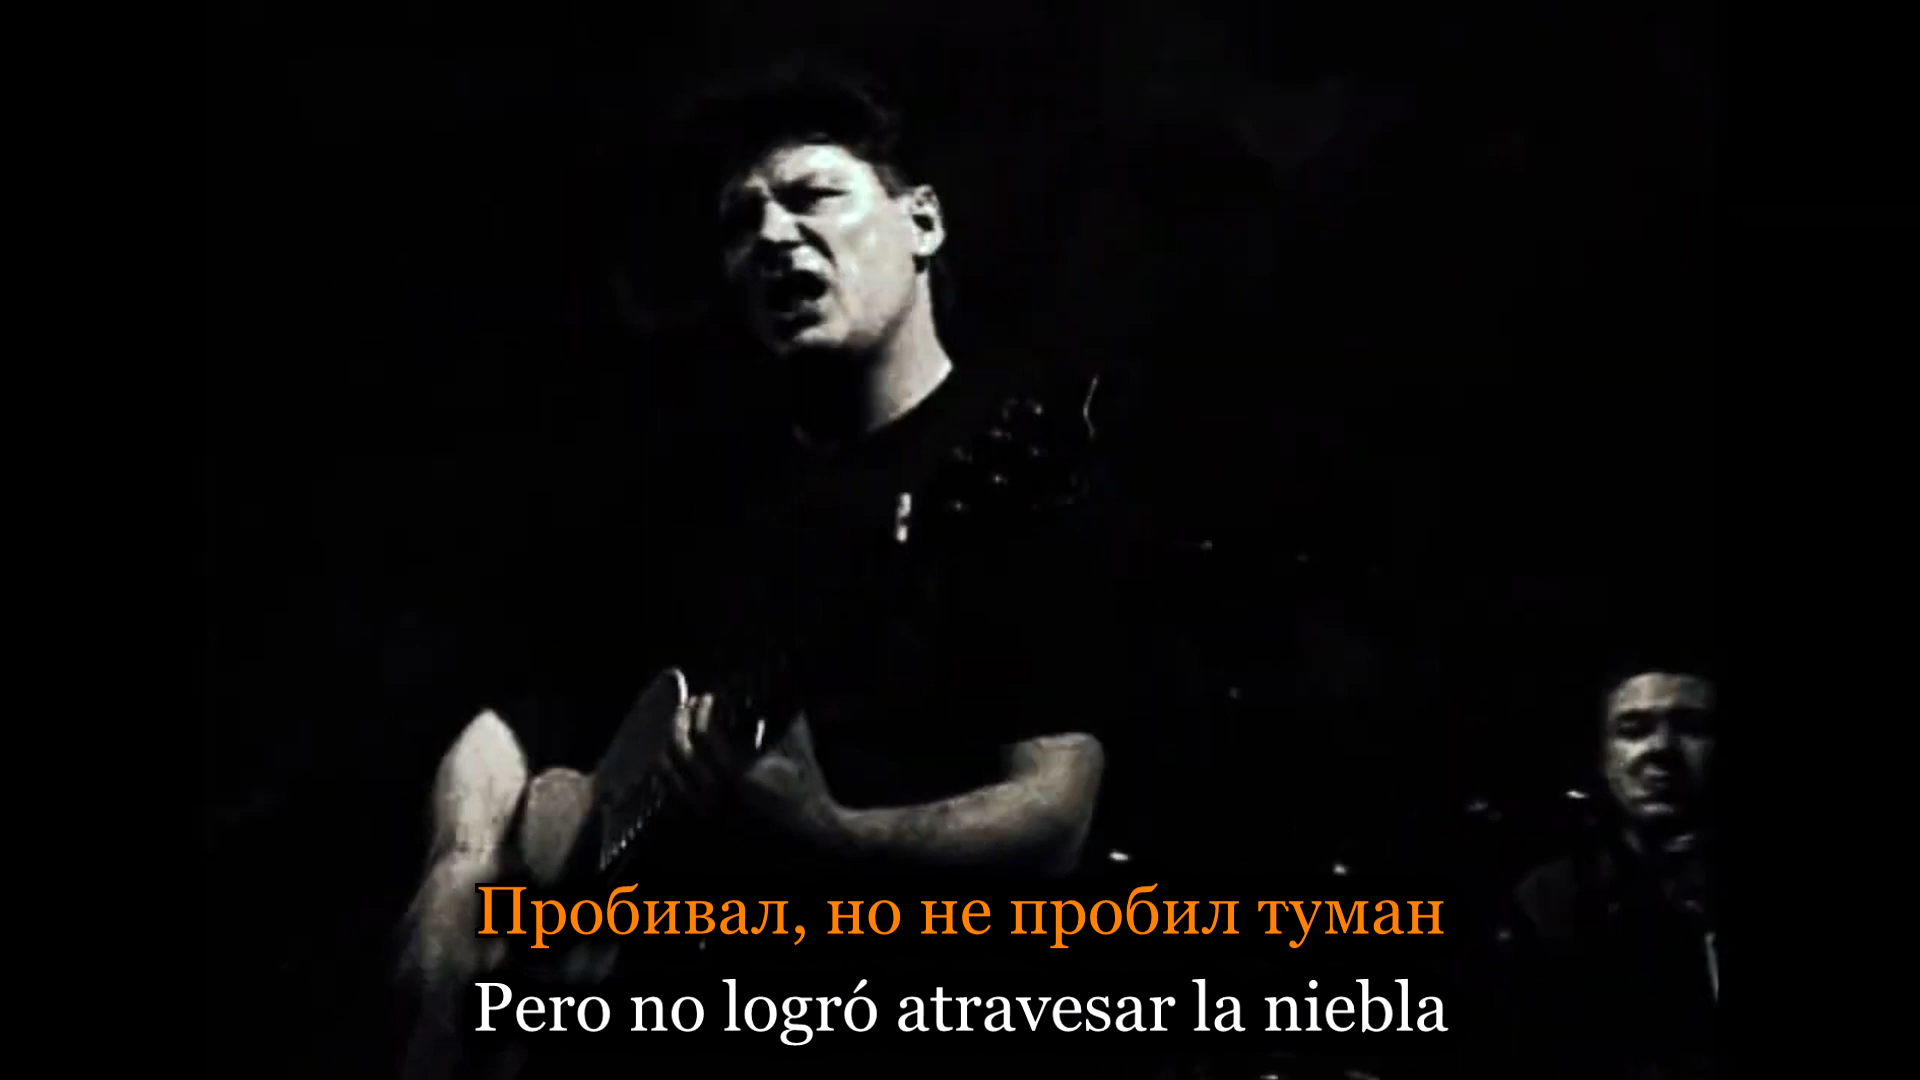 Пробивал, но не пробил туман
Pero no logró atravesar la niebla